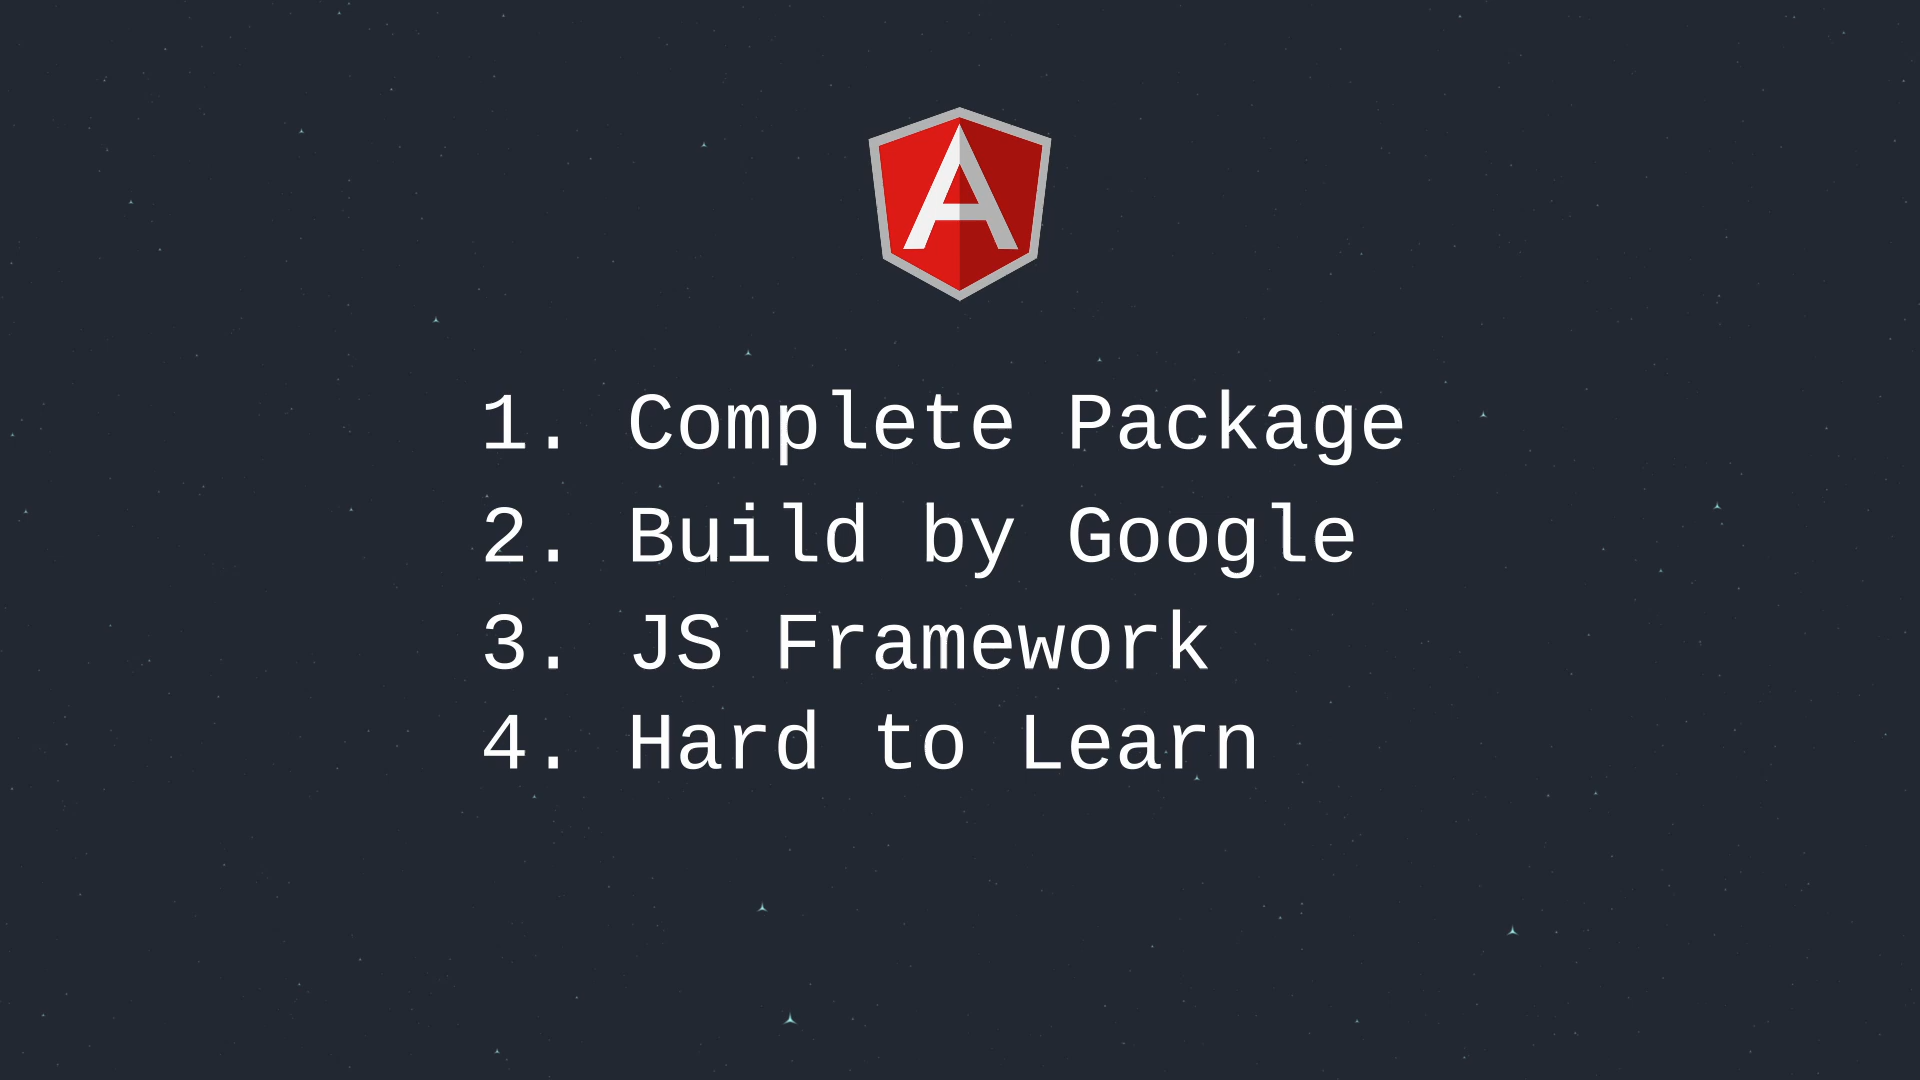 A
1. Complete Package
2. Build by Google
3. JS Framework
4. Hard to Learn